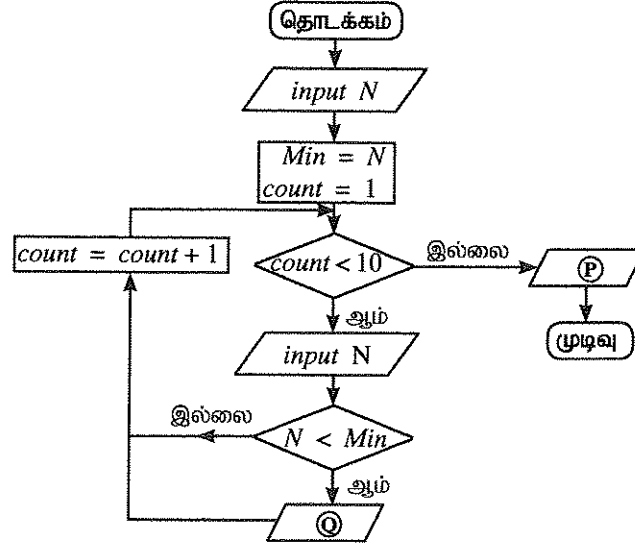 தொடக்கம்
input N
Min = N
count = 1
count = count + 1
count < 10
இல்லை
P
ஆம்
முடிவு
input N
இல்லை
N < Min
ஆம்
Q